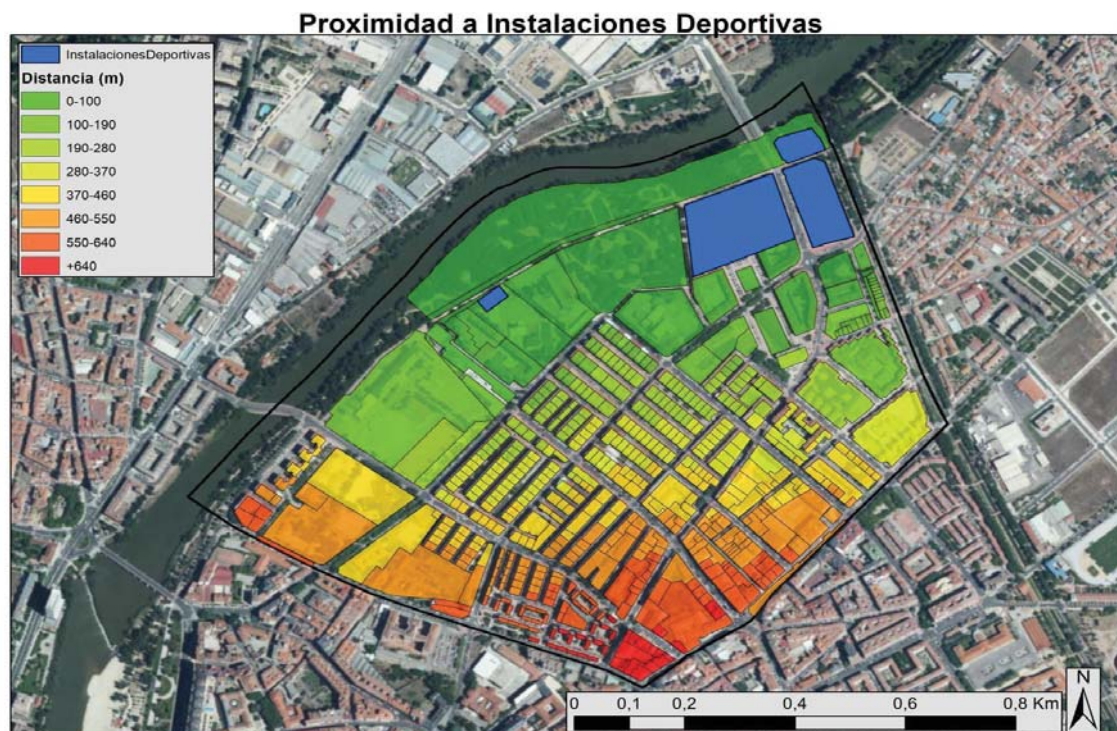 Proximidad a Instalaciones Deportivas
InstalacionesDeportivas
Distancia (m)
0-100
100-190
190-280
280-370
370-460
460-550
550-640
+640
N
0 0,1 0,2 0,4 0,6 0,8 Km